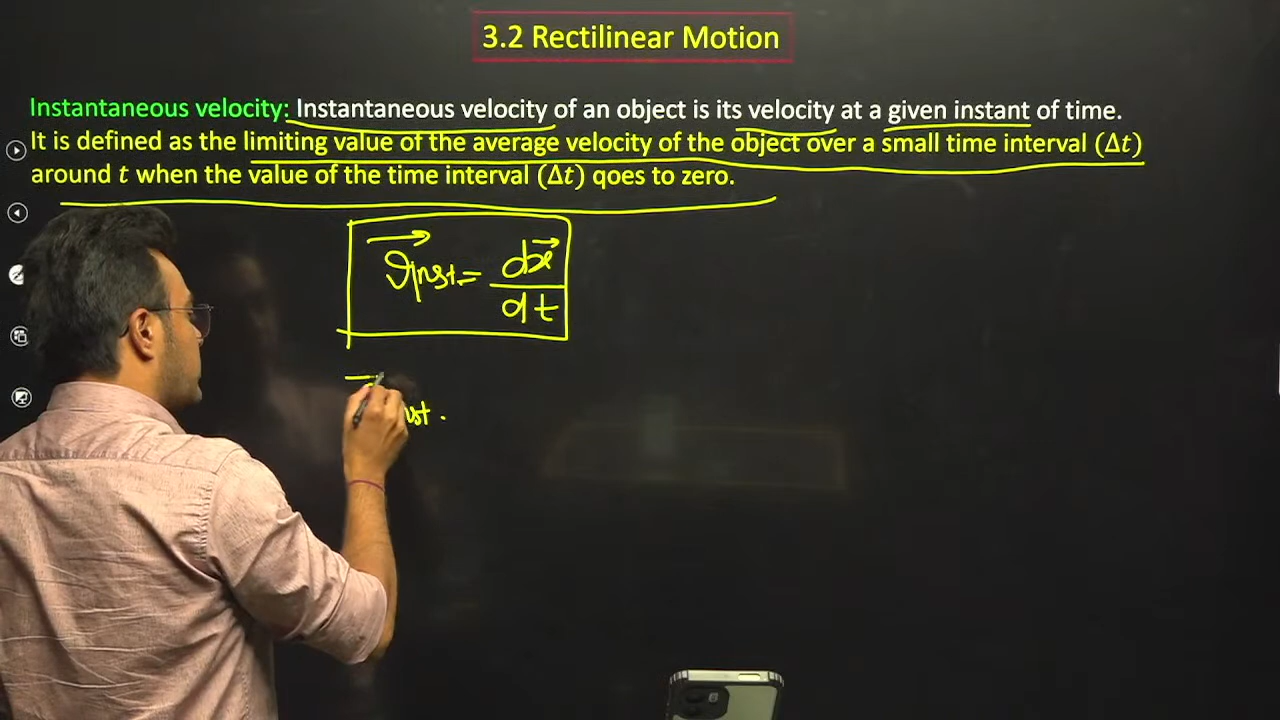 3.2 Rectilinear Motion
Instantaneous velocity: Instantaneous velocity of an object is its velocity at a given instant of time.
It is defined as the limiting value of the average velocity of the object over a small time interval (Δt)
around t when the value of the time interval (Δt) qoes to zero.
v⃗inst = dx⃗/dt